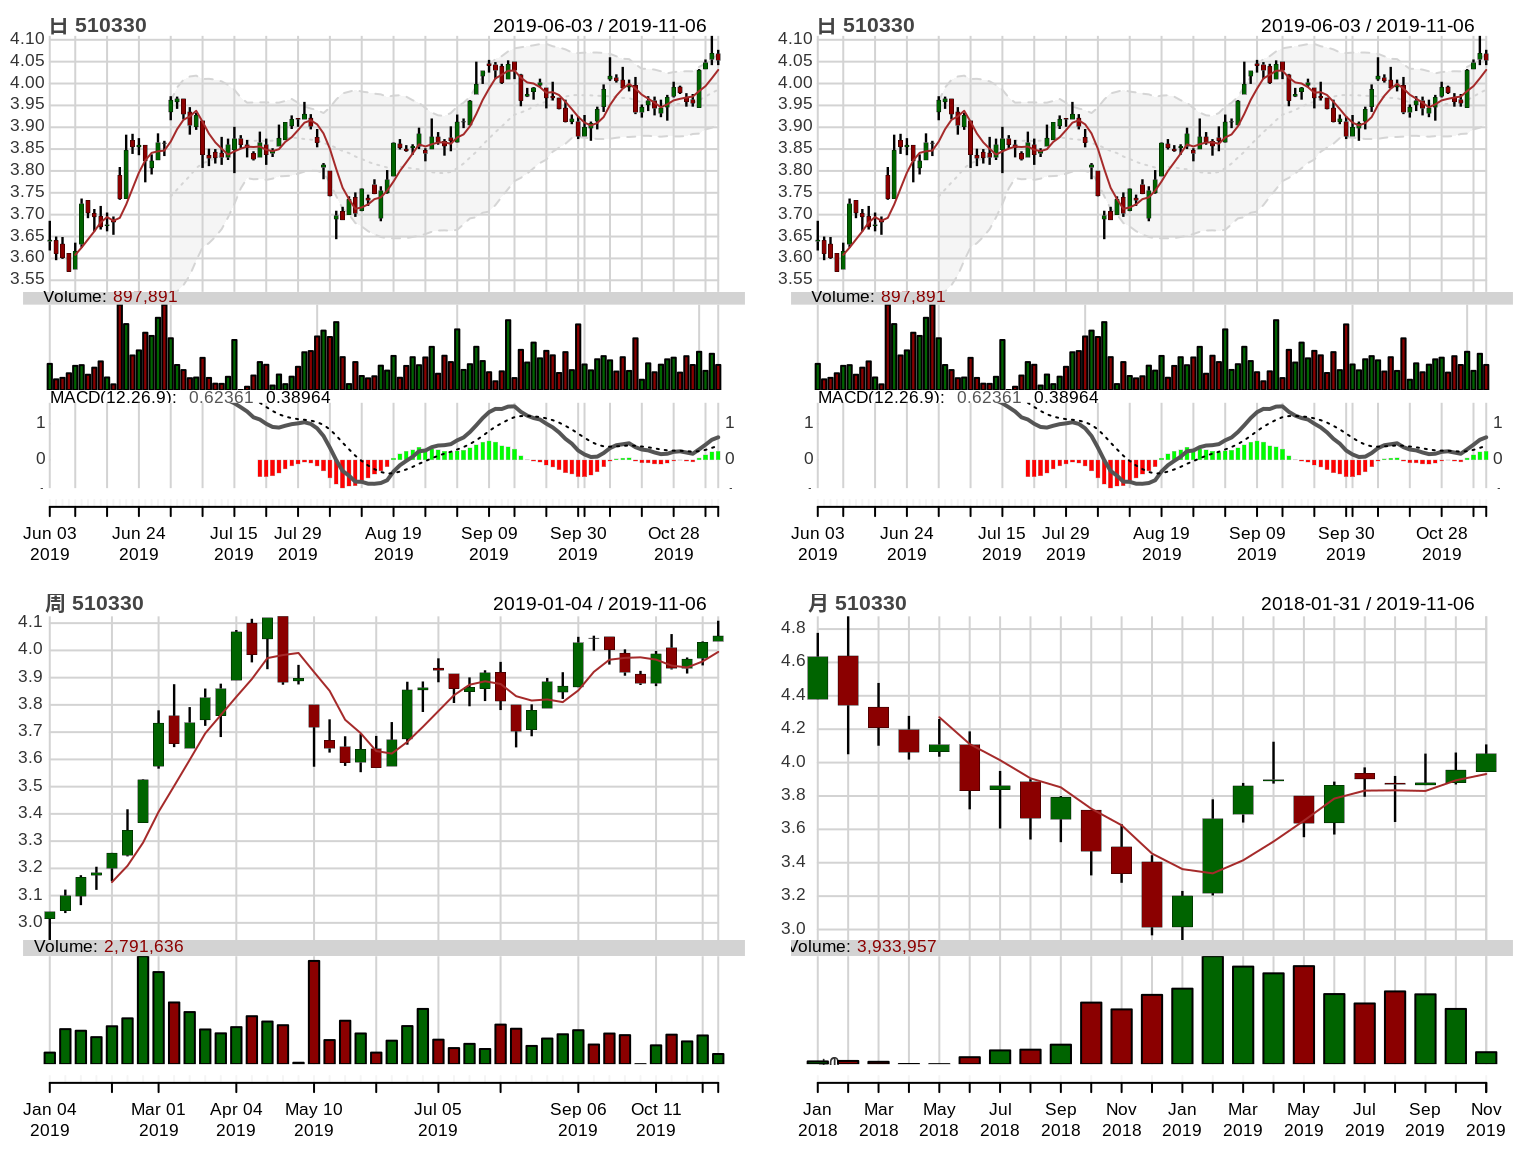 日 510330
2019-06-03 / 2019-11-06
4.10
4.05
4.00
3.95
3.90
3.85
3.80
3.75
3.70
3.65
3.60
3.55
Volume: 897,891
MACD(12,26,9): 0.62361 0.38964
1 1
0 0
Jun 03 2019
Jun 24 2019
Jul 15 2019
Jul 29 2019
Aug 19 2019
Sep 09 2019
Sep 30 2019
Oct 28 2019
日 510330
2019-06-03 / 2019-11-06
4.10
4.05
4.00
3.95
3.90
3.85
3.80
3.75
3.70
3.65
3.60
3.55
Volume: 897,891
MACD(12,26,9): 0.62361 0.38964
1 1
0 0
Jun 03 2019
Jun 24 2019
Jul 15 2019
Jul 29 2019
Aug 19 2019
Sep 09 2019
Sep 30 2019
Oct 28 2019
周 510330
2019-01-04 / 2019-11-06
4.1
4.0
3.9
3.8
3.7
3.6
3.5
3.4
3.3
3.2
3.1
3.0
Volume: 2,791,636
Jan 04 2019
Mar 01 2019
Apr 04 2019
May 10 2019
Jul 05 2019
Sep 06 2019
Oct 11 2019
月 510330
2018-01-31 / 2019-11-06
4.8
4.6
4.4
4.2
4.0
3.8
3.6
3.4
3.2
3.0
Volume: 3,933,957
Jan 2018
Mar 2018
May 2018
Jul 2018
Sep 2018
Nov 2018
Jan 2019
Mar 2019
May 2019
Jul 2019
Sep 2019
Nov 2019